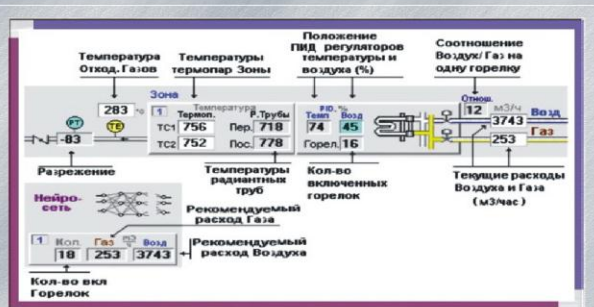 Положение
ПИД регуляторов
температуры и
воздуха (%)
Соотношение
Воздух/ Газ на
одну горелку
Температура
Отход. Газов
Температуры
термопар Зоны
Зона
283 °c
PT
TE
-83
1 Температура
Термоп. Р.Трубы
TC1 756 Пер. 718
TC2 752 Пос. 778
PID, %
Темп Возд
74 45
Горел. 16
Отнош.
12 м3/ч
3743 Возд
Газ
253
Разрежение
Температуры
радиантных
труб
Кол-во
включенных
горелок
Текущие расходы
Воздуха и Газа
(м3/час)
Нейро-
сеть
Рекомендуемый
расход Газа
1 Кол. Газ м3/ч Возд
18 253 3743
Рекомендуемый
расход Воздуха
Кол-во вкл
Горелок